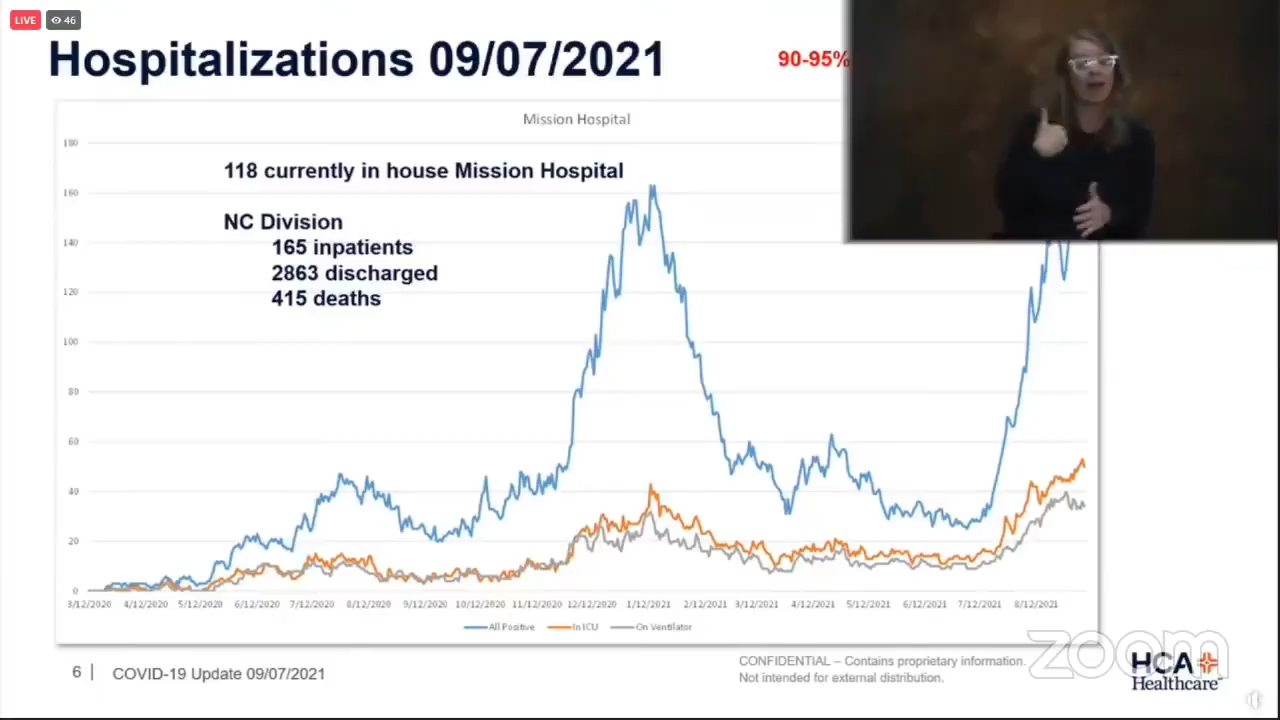 LIVE 46
Hospitalizations 09/07/2021
90-95%
Mission Hospital
118 currently in house Mission Hospital
NC Division
165 inpatients
2863 discharged
415 deaths
180
160
140
120
100
80
60
40
20
0
3/12/2020 4/12/2020 5/12/2020 6/12/2020 7/12/2020 8/12/2020 9/12/2020 10/12/2020 11/12/2020 12/12/2020 1/12/2021 2/12/2021 3/12/2021 4/12/2021 5/12/2021 6/12/2021 7/12/2021 8/12/2021
All Positive In ICU On Ventilator
6 | COVID-19 Update 09/07/2021
CONFIDENTIAL – Contains proprietary information.
Not intended for external distribution.
zoom
HCA
Healthcare™